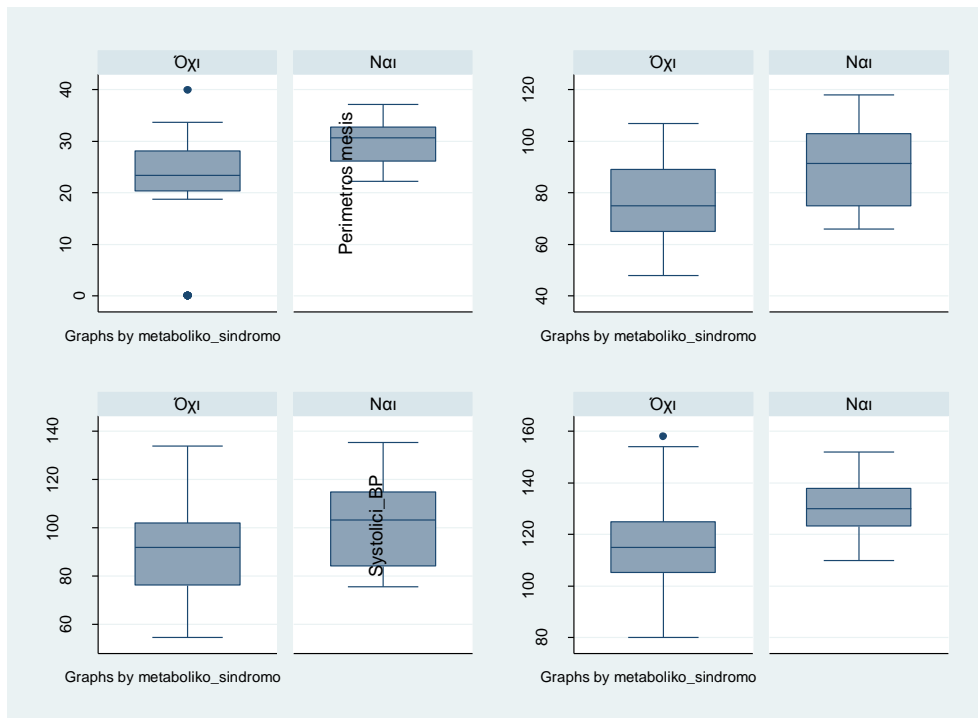 Όχι
Ναι
40
30
20
10
0
Perimetros mesis
Graphs by metaboliko_sindromo
Όχι
Ναι
120
100
80
60
40
Graphs by metaboliko_sindromo
Όχι
Ναι
140
120
100
80
60
Systolici_BP
Graphs by metaboliko_sindromo
Όχι
Ναι
160
140
120
100
80
Graphs by metaboliko_sindromo